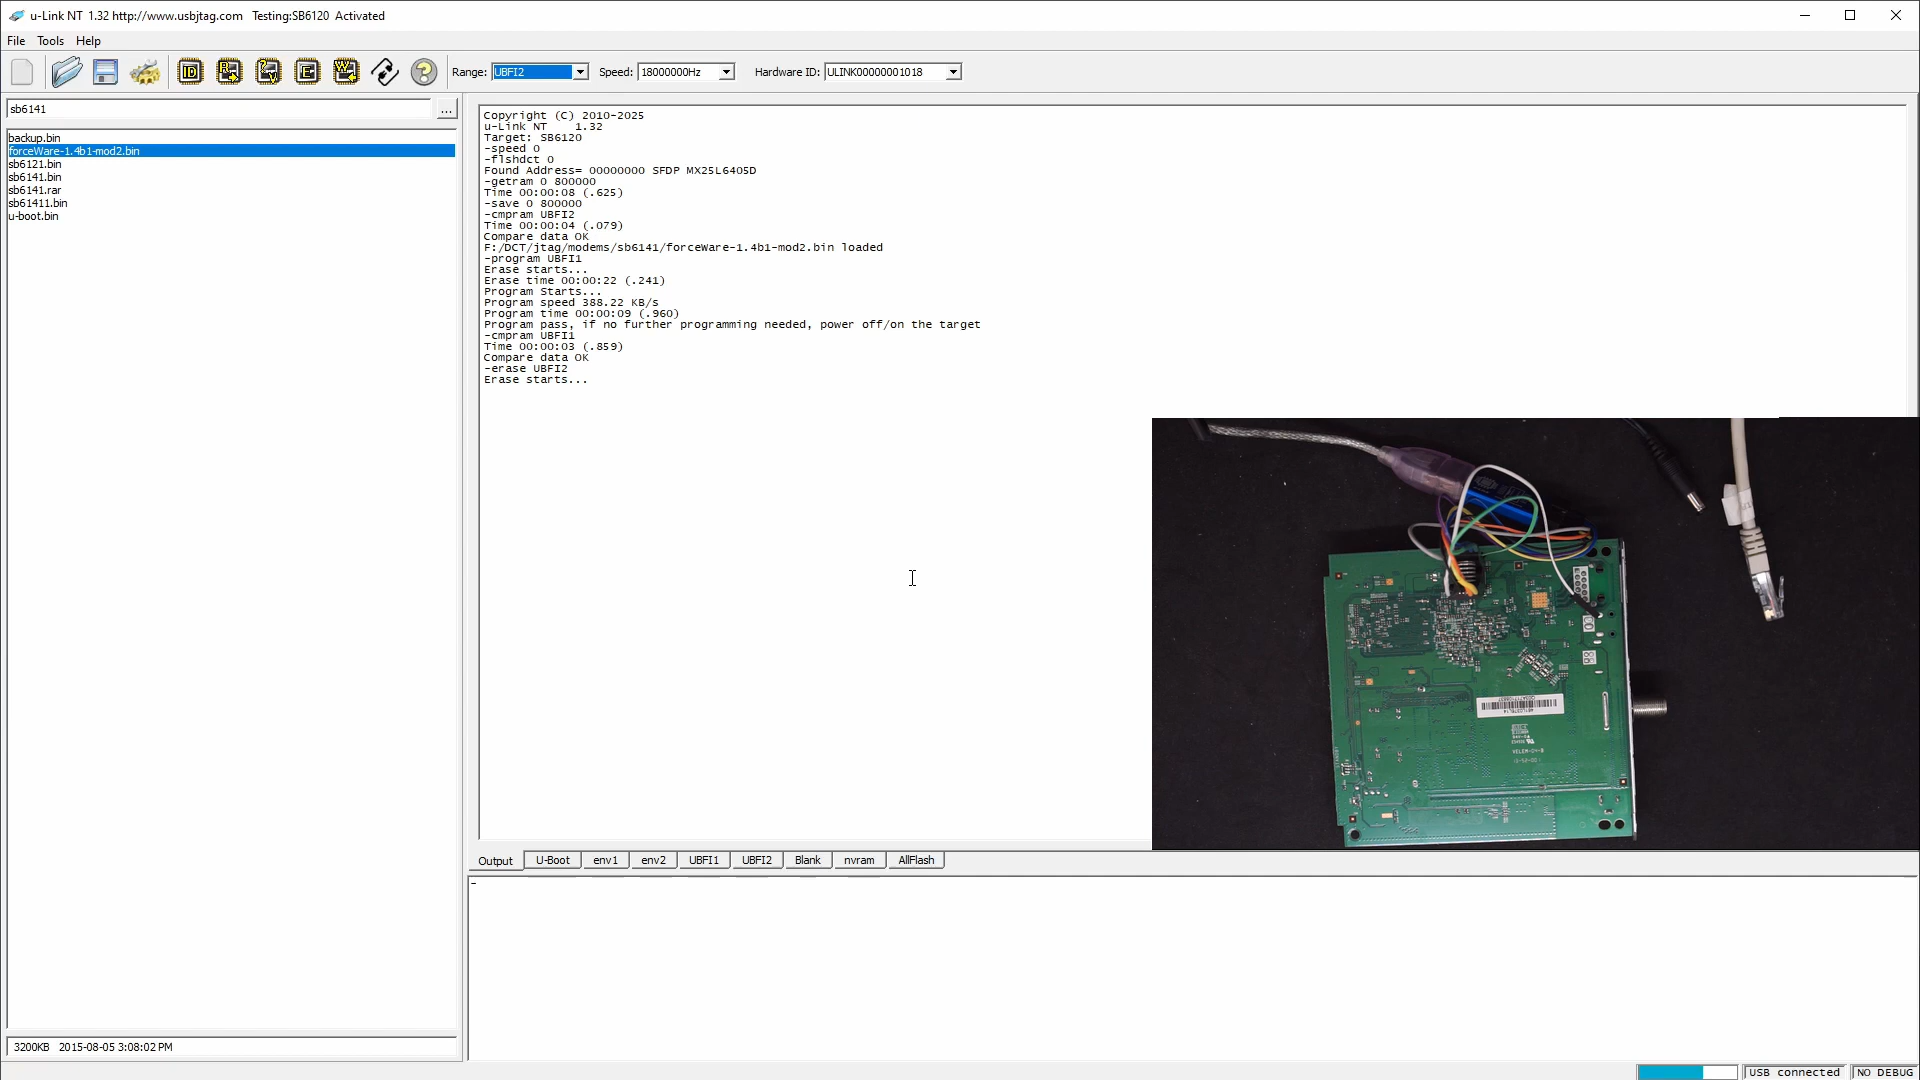 u-Link NT 1.32 http://www.usbjtag.com Testing:SB6120 Activated
File Tools Help
ID R V E W
Range: UBFI2 Speed: 18000000Hz Hardware ID: ULINK00000001018
sb6141 ...
backup.bin
forceWare-1.4b1-mod2.bin
sb6121.bin
sb6141.bin
sb6141.rar
sb61411.bin
u-boot.bin
Copyright (C) 2010-2025
u-Link NT 1.32
Target: SB6120
-speed 0
-flshdct 0
Found Address= 00000000 SFDP MX25L6405D
-getram 0 800000
Time 00:00:08 (.625)
-save 0 800000
-cmpram UBFI2
Time 00:00:04 (.079)
Compare data OK
F:/DCT/jtag/modems/sb6141/forceWare-1.4b1-mod2.bin loaded
-program UBFI1
Erase starts...
Erase time 00:00:22 (.241)
Program Starts...
Program speed 388.22 KB/s
Program time 00:00:09 (.960)
Program pass, if no further programming needed, power off/on the target
-cmpram UBFI1
Time 00:00:03 (.859)
Compare data OK
-erase UBFI2
Erase starts...
Output U-Boot env1 env2 UBFI1 UBFI2 Blank nvram AllFlash
-
3200KB 2015-08-05 3:08:02 PM
USB connected NO DEBUG